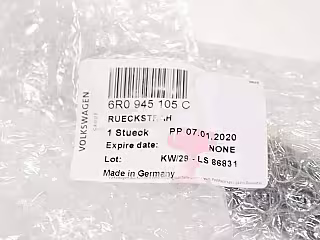 VOLKSWAGEN
6R0 945 105 C
1 Stueck PP 07.01.2020
Expire date: NONE
Lot: KW/29 - LS 86831
Made in Germany